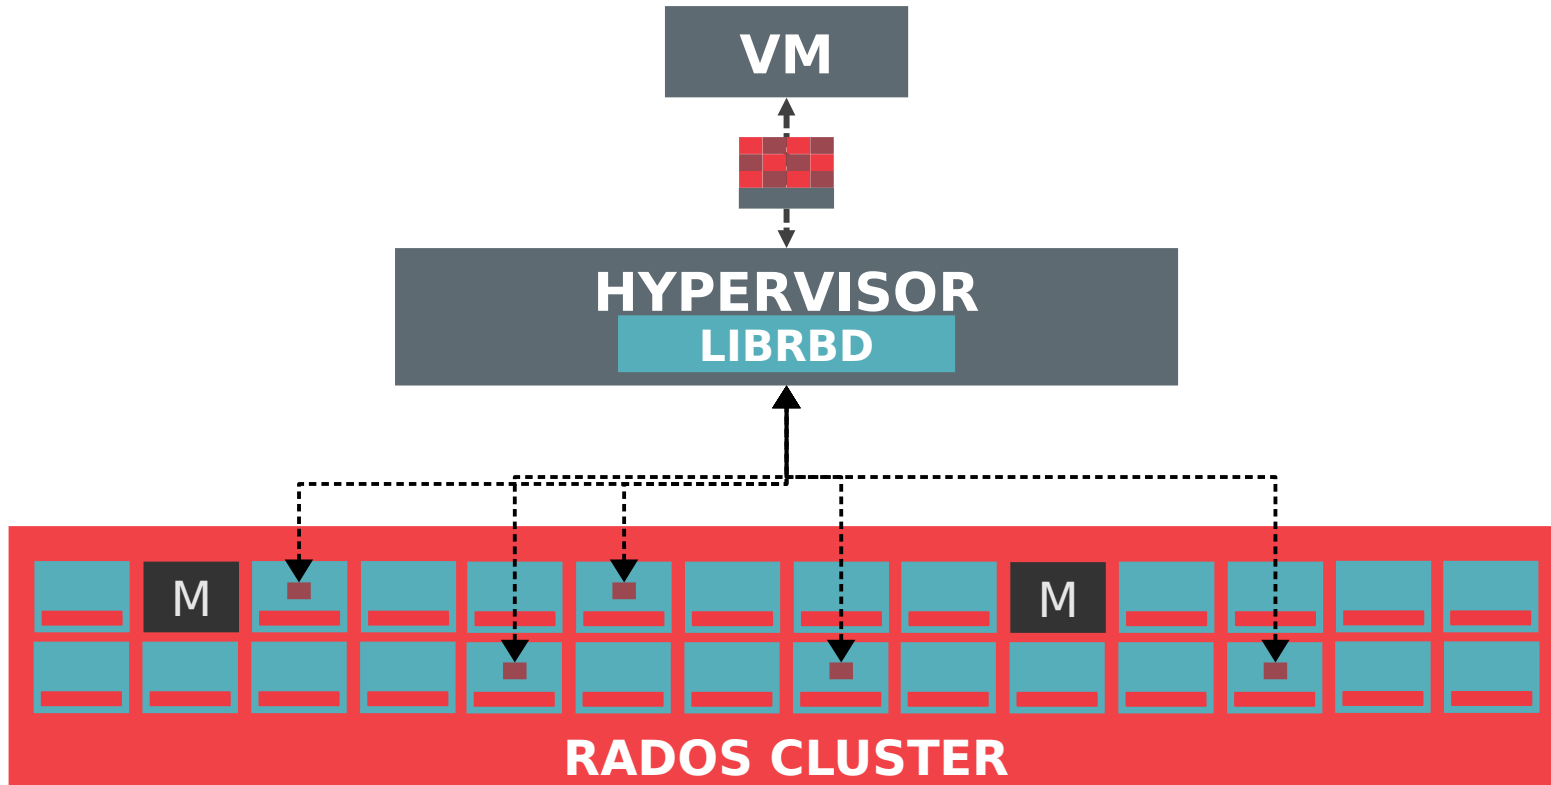 VM
HYPERVISOR
LIBRBD
M
M
RADOS CLUSTER